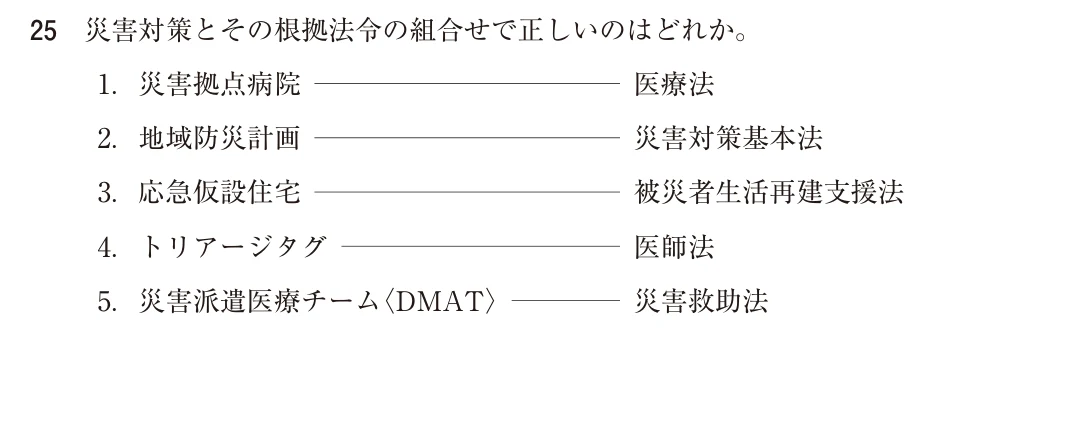 25 災害対策とその根拠法令の組合せで正しいのはどれか。
1. 災害拠点病院 ――――――――――― 医療法
2. 地域防災計画 ――――――――――― 災害対策基本法
3. 応急仮設住宅 ――――――――――― 被災者生活再建支援法
4. トリアージタグ ―――――――――― 医師法
5. 災害派遣医療チーム〈DMAT〉 ―――― 災害救助法